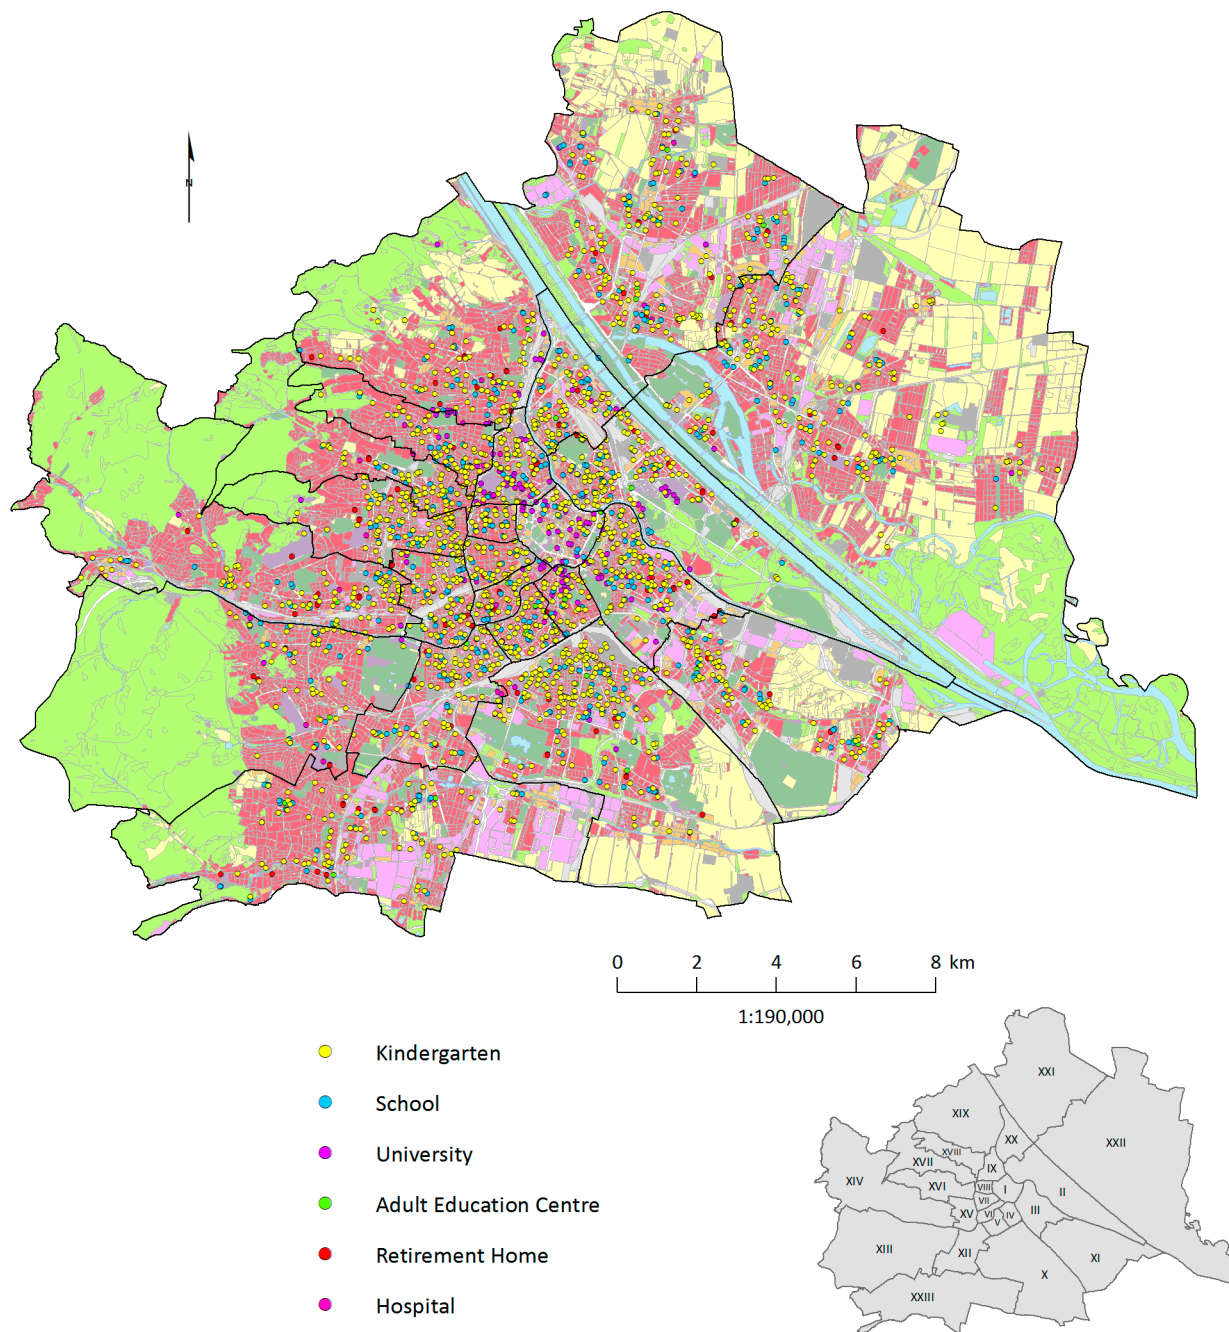 N
0 2 4 6 8 km
1:190,000
Kindergarten
School
University
Adult Education Centre
Retirement Home
Hospital
XXI
XIX
XX
XXII
XVIII
XVII
IX
XIV
XVI
VIII
I
II
VII
III
XV
VI
IV
V
XIII
XII
XI
X
XXIII